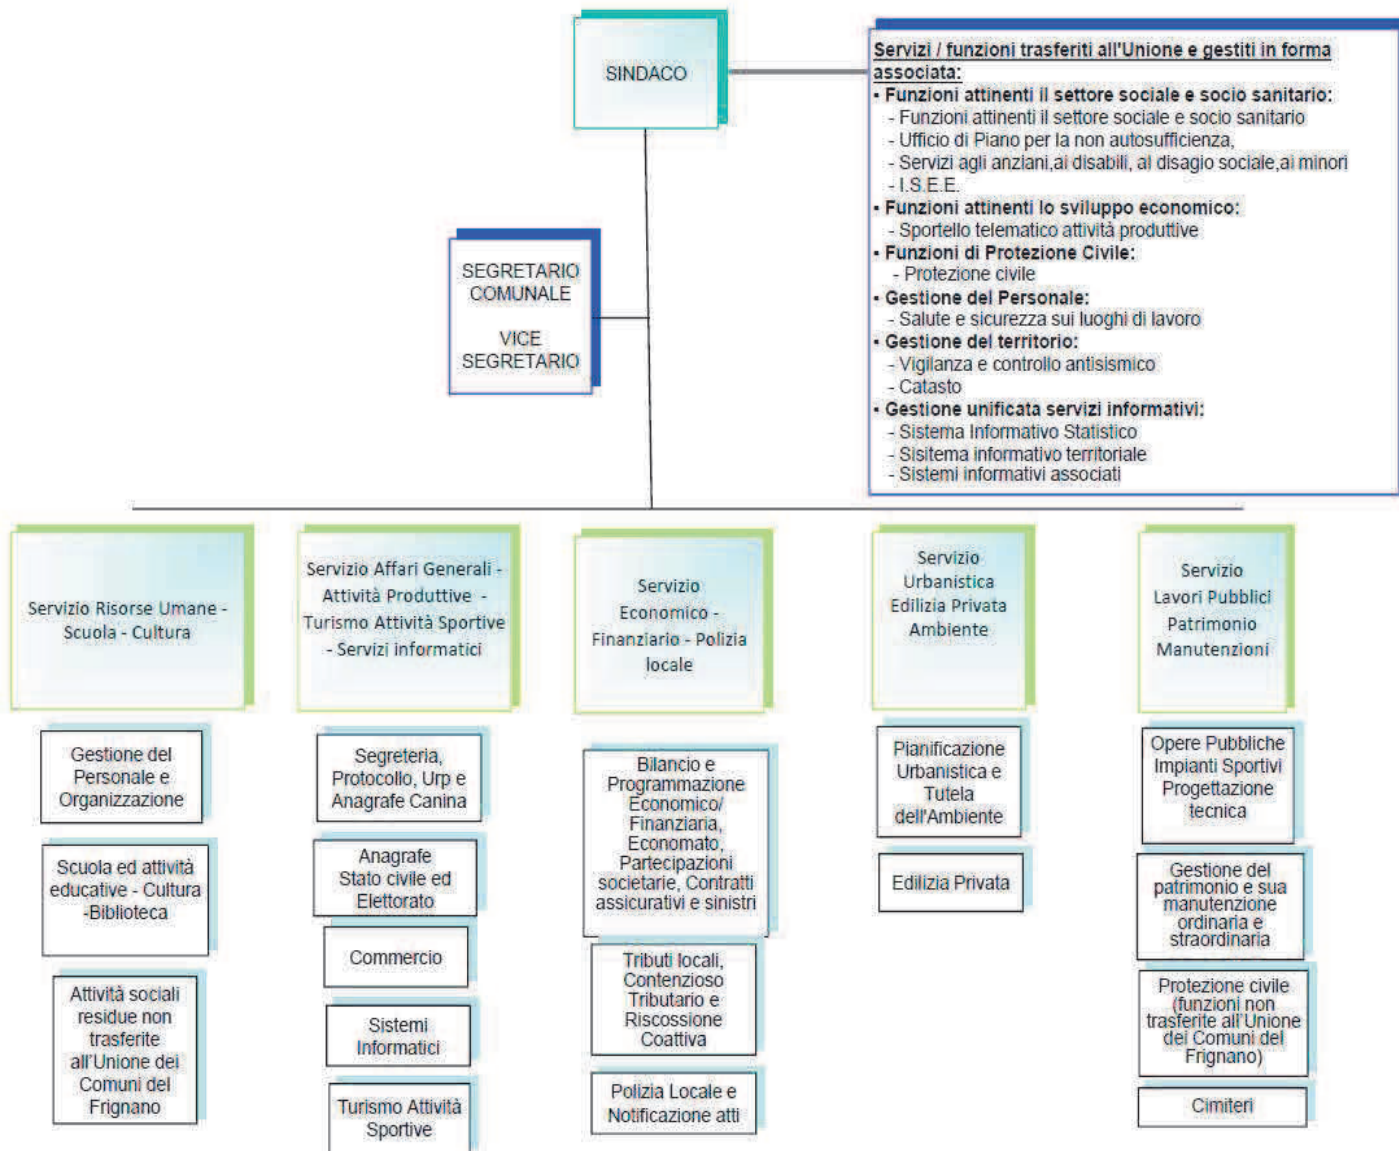 SINDACO
Servizi / funzioni trasferiti all'Unione e gestiti in forma
associata:
▪ Funzioni attinenti il settore sociale e socio sanitario:
- Funzioni attinenti il settore sociale e socio sanitario
- Ufficio di Piano per la non autosufficienza,
- Servizi agli anziani,ai disabili, al disagio sociale,ai minori
- I.S.E.E.
▪ Funzioni attinenti lo sviluppo economico:
- Sportello telematico attività produttive
▪ Funzioni di Protezione Civile:
- Protezione civile
▪ Gestione del Personale:
- Salute e sicurezza sui luoghi di lavoro
▪ Gestione del territorio:
- Vigilanza e controllo antisismico
- Catasto
▪ Gestione unificata servizi informativi:
- Sistema Informativo Statistico
- Sisitema informativo territoriale
- Sistemi informativi associati
SEGRETARIO
COMUNALE
VICE
SEGRETARIO
Servizio Risorse Umane -
Scuola - Cultura
Gestione del
Personale e
Organizzazione
Scuola ed attività
educative - Cultura
-Biblioteca
Attività sociali
residue non
trasferite
all'Unione dei
Comuni del
Frignano
Servizio Affari Generali -
Attività Produttive -
Turismo Attività Sportive
- Servizi informatici
Segreteria,
Protocollo, Urp e
Anagrafe Canina
Anagrafe
Stato civile ed
Elettorato
Commercio
Sistemi
Informatici
Turismo Attività
Sportive
Servizio
Economico -
Finanziario - Polizia
locale
Bilancio e
Programmazione
Economico/
Finanziaria,
Economato,
Partecipazioni
societarie, Contratti
assicurativi e sinistri
Tributi locali,
Contenzioso
Tributario e
Riscossione
Coattiva
Polizia Locale e
Notificazione atti
Servizio
Urbanistica
Edilizia Privata
Ambiente
Pianificazione
Urbanistica e
Tutela
dell'Ambiente
Edilizia Privata
Servizio
Lavori Pubblici
Patrimonio
Manutenzioni
Opere Pubbliche
Impianti Sportivi
Progettazione
tecnica
Gestione del
patrimonio e sua
manutenzione
ordinaria e
straordinaria
Protezione civile
(funzioni non
trasferite all'Unione
dei Comuni del
Frignano)
Cimiteri